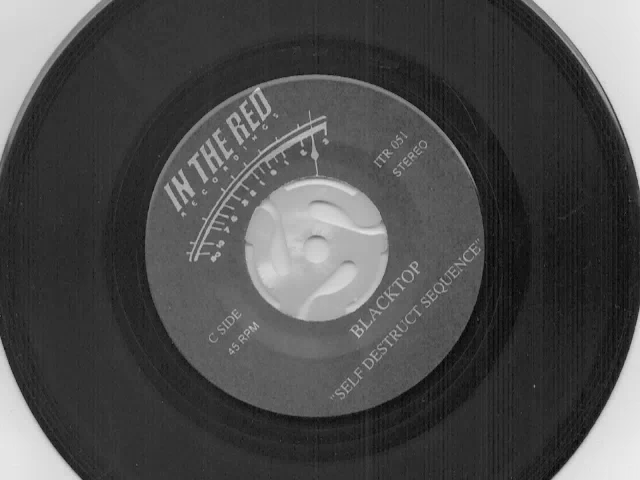 IN THE RED
RECORDINGS
ITR 051
STEREO
C SIDE
45 RPM
BLACKTOP
"SELF DESTRUCT SEQUENCE"